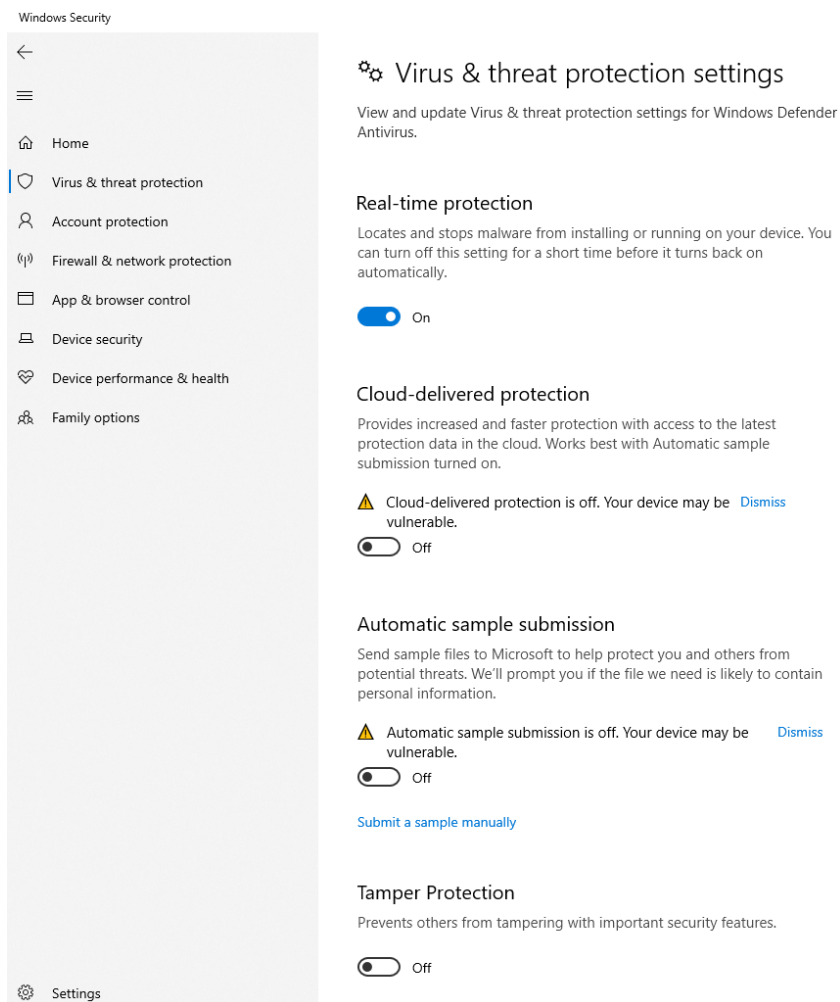 Windows Security
Home
Virus & threat protection
Account protection
Firewall & network protection
App & browser control
Device security
Device performance & health
Family options
Settings
Virus & threat protection settings
View and update Virus & threat protection settings for Windows Defender
Antivirus.
Real-time protection
Locates and stops malware from installing or running on your device. You
can turn off this setting for a short time before it turns back on
automatically.
On
Cloud-delivered protection
Provides increased and faster protection with access to the latest
protection data in the cloud. Works best with Automatic sample
submission turned on.
Cloud-delivered protection is off. Your device may be Dismiss
vulnerable.
Off
Automatic sample submission
Send sample files to Microsoft to help protect you and others from
potential threats. We’ll prompt you if the file we need is likely to contain
personal information.
Automatic sample submission is off. Your device may be Dismiss
vulnerable.
Off
Submit a sample manually
Tamper Protection
Prevents others from tampering with important security features.
Off